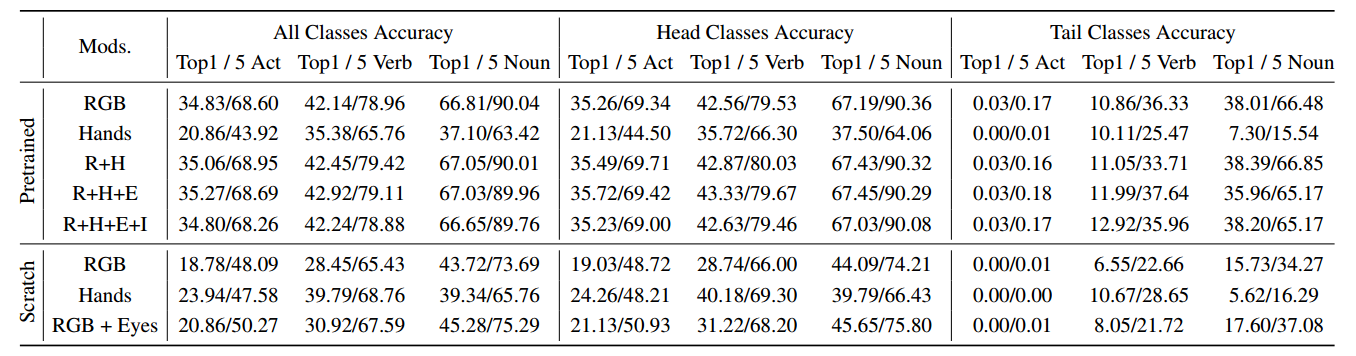 Mods. All Classes Accuracy Head Classes Accuracy Tail Classes Accuracy
Top1 / 5 Act Top1 / 5 Verb Top1 / 5 Noun Top1 / 5 Act Top1 / 5 Verb Top1 / 5 Noun Top1 / 5 Act Top1 / 5 Verb Top1 / 5 Noun
Pretrained
RGB 34.83/68.60 42.14/78.96 66.81/90.04 35.26/69.34 42.56/79.53 67.19/90.36 0.03/0.17 10.86/36.33 38.01/66.48
Hands 20.86/43.92 35.38/65.76 37.10/63.42 21.13/44.50 35.72/66.30 37.50/64.06 0.00/0.01 10.11/25.47 7.30/15.54
R+H 35.06/68.95 42.45/79.42 67.05/90.01 35.49/69.71 42.87/80.03 67.43/90.32 0.03/0.16 11.05/33.71 38.39/66.85
R+H+E 35.27/68.69 42.92/79.11 67.03/89.96 35.72/69.42 43.33/79.67 67.45/90.29 0.03/0.18 11.99/37.64 35.96/65.17
R+H+E+I 34.80/68.26 42.24/78.88 66.65/89.76 35.23/69.00 42.63/79.46 67.03/90.08 0.03/0.17 12.92/35.96 38.20/65.17
Scratch
RGB 18.78/48.09 28.45/65.43 43.72/73.69 19.03/48.72 28.74/66.00 44.09/74.21 0.00/0.01 6.55/22.66 15.73/34.27
Hands 23.94/47.58 39.79/68.76 39.34/65.76 24.26/48.21 40.18/69.30 39.79/66.43 0.00/0.00 10.67/28.65 5.62/16.29
RGB + Eyes 20.86/50.27 30.92/67.59 45.28/75.29 21.13/50.93 31.22/68.20 45.65/75.80 0.00/0.01 8.05/21.72 17.60/37.08